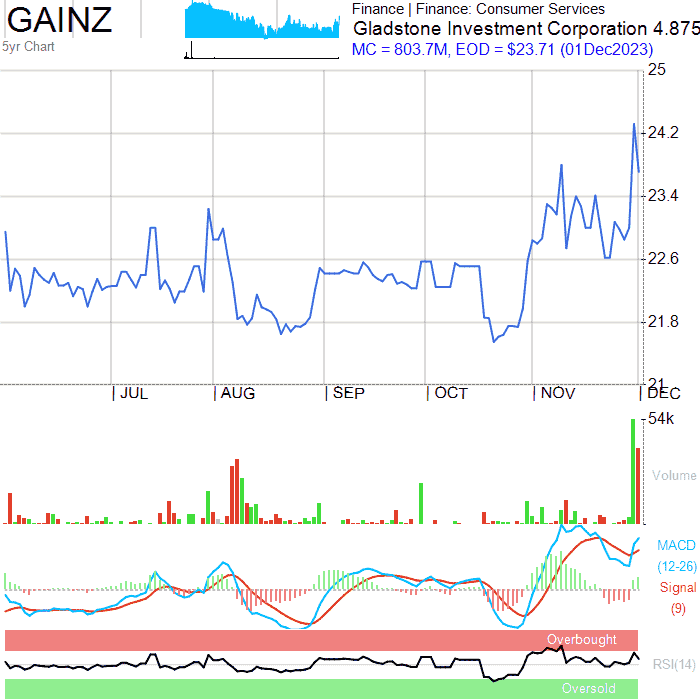 GAINZ
5yr Chart
Finance | Finance: Consumer Services
Gladstone Investment Corporation 4.875
MC = 803.7M, EOD = $23.71 (01Dec2023)
25
24.2
23.4
22.6
21.8
21
| JUL | AUG | SEP | OCT | NOV | DEC
54k
Volume
MACD
(12-26)
Signal
(9)
Overbought
RSI(14)
Oversold